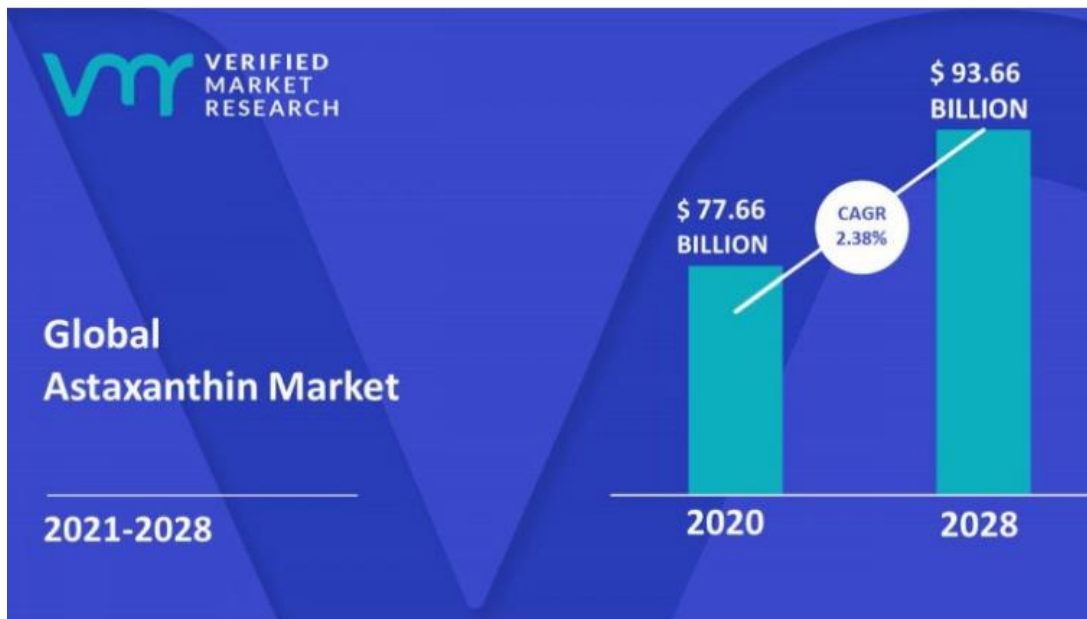 VERIFIED
MARKET
RESEARCH
$ 93.66
BILLION
$ 77.66
BILLION
CAGR
2.38%
Global
Astaxanthin Market
2021-2028
2020
2028